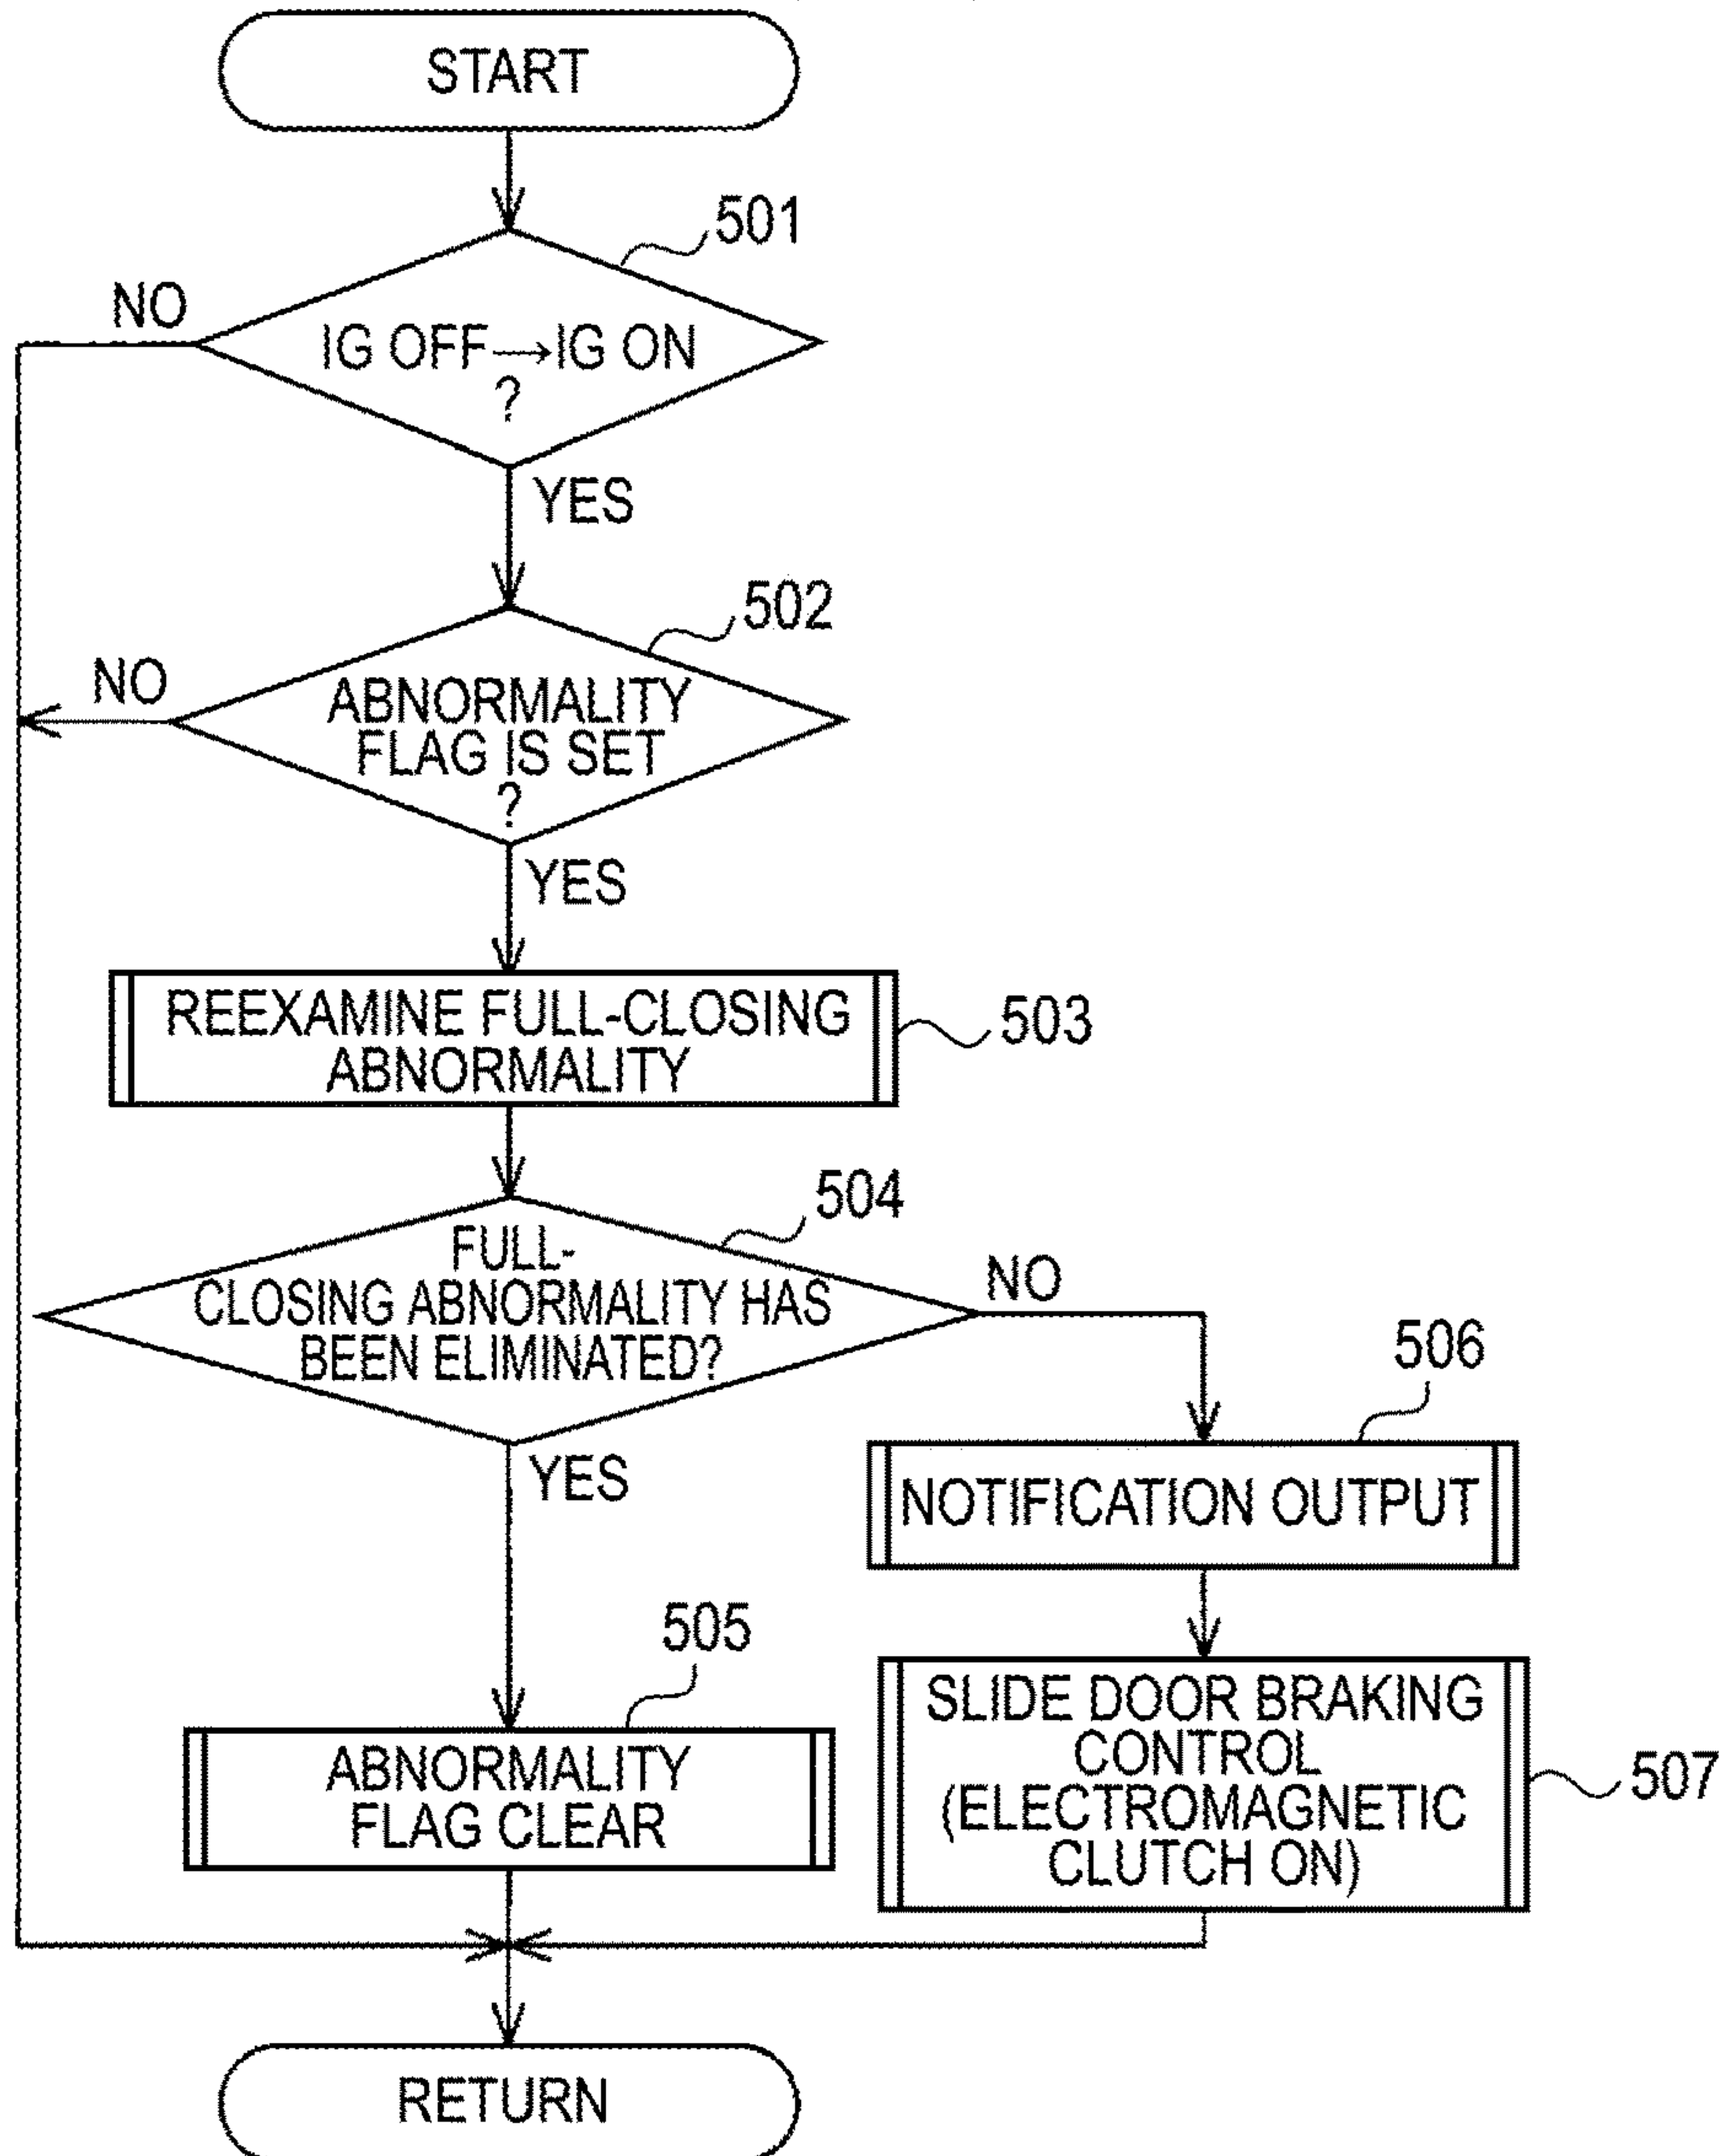 START
501
NO
IG OFF→IG ON
?
YES
502
NO
ABNORMALITY
FLAG IS SET
?
YES
REEXAMINE FULL-CLOSING
ABNORMALITY
503
504
FULL-
CLOSING ABNORMALITY HAS
BEEN ELIMINATED?
NO
YES
506
NOTIFICATION OUTPUT
505
ABNORMALITY
FLAG CLEAR
SLIDE DOOR BRAKING
CONTROL
(ELECTROMAGNETIC
CLUTCH ON)
507
RETURN